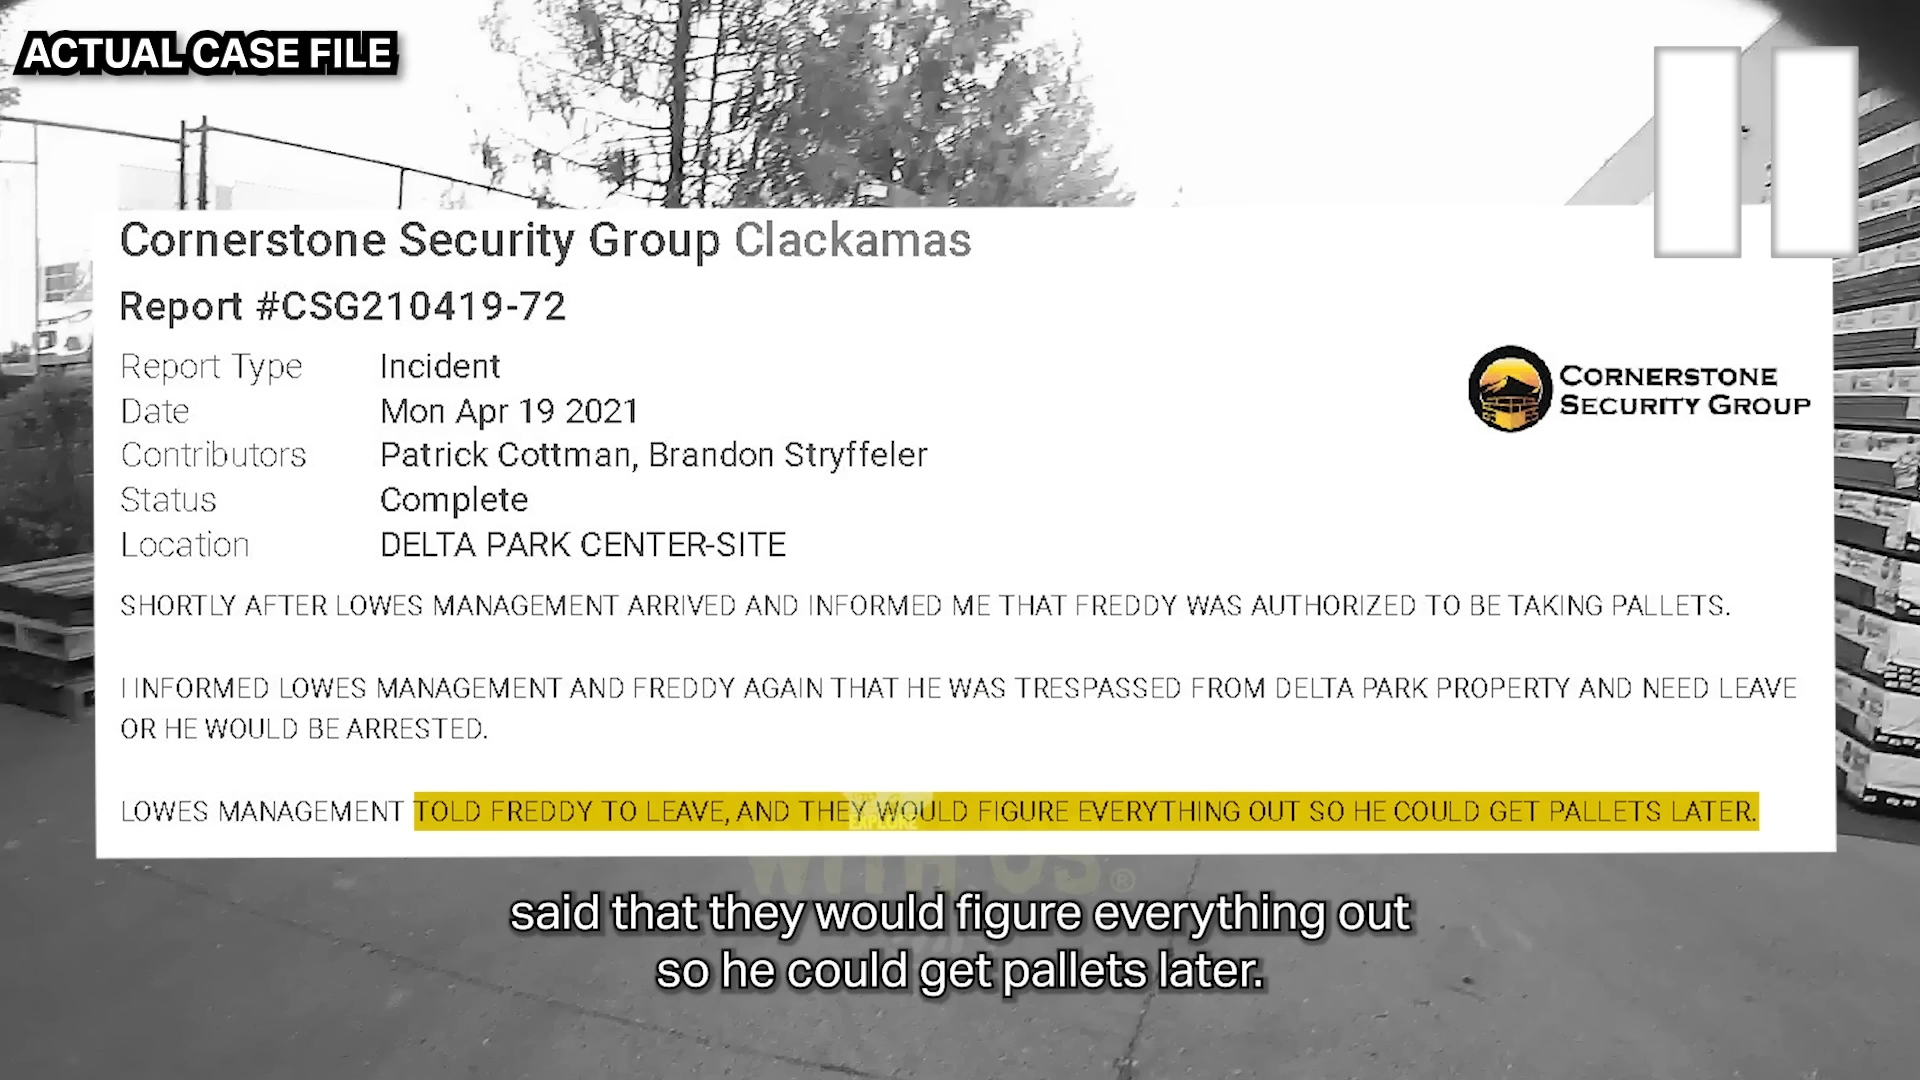 ACTUAL CASE FILE
Cornerstone Security Group Clackamas
Report #CSG210419-72
Report Type Incident
Date Mon Apr 19 2021
Contributors Patrick Cottman, Brandon Stryffeler
Status Complete
Location DELTA PARK CENTER-SITE
CORNERSTONE
SECURITY GROUP
SHORTLY AFTER LOWES MANAGEMENT ARRIVED AND INFORMED ME THAT FREDDY WAS AUTHORIZED TO BE TAKING PALLETS.
I INFORMED LOWES MANAGEMENT AND FREDDY AGAIN THAT HE WAS TRESPASSED FROM DELTA PARK PROPERTY AND NEED LEAVE
OR HE WOULD BE ARRESTED.
LOWES MANAGEMENT TOLD FREDDY TO LEAVE, AND THEY WOULD FIGURE EVERYTHING OUT SO HE COULD GET PALLETS LATER.
EXPLORE
WITH US®
said that they would figure everything out
so he could get pallets later.